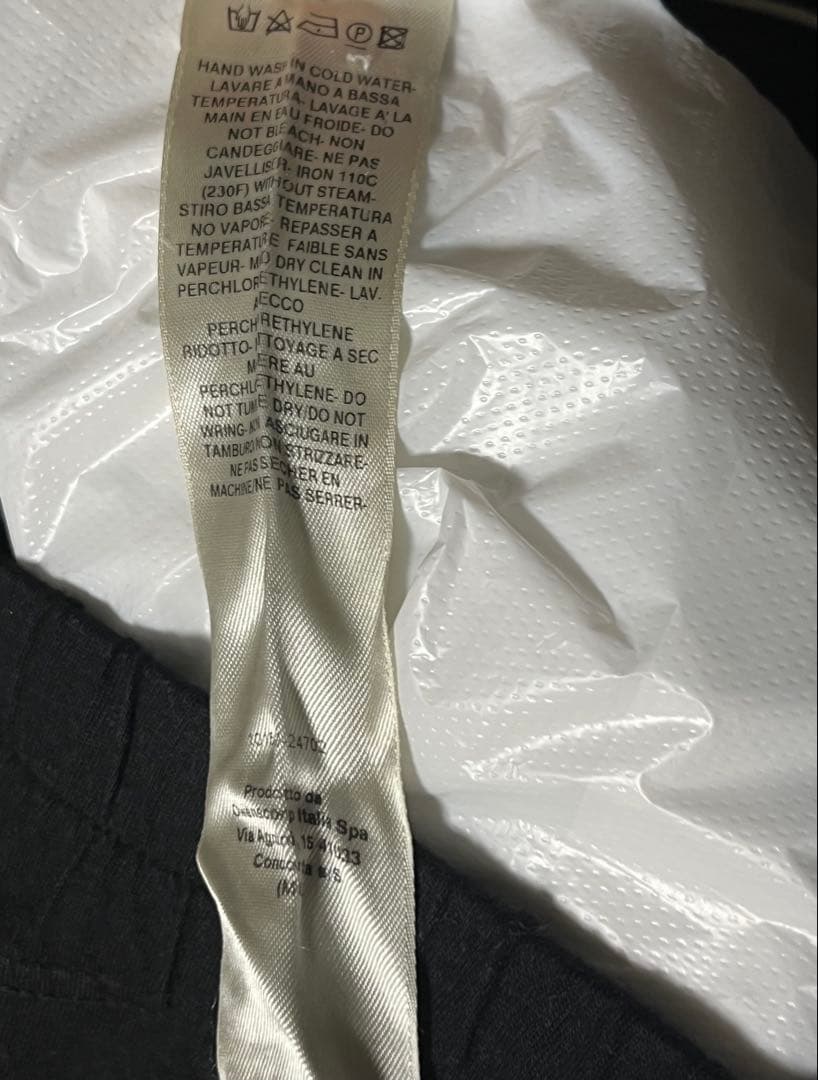 P
HAND WASH IN COLD WATER-
LAVARE A MANO A BASSA
TEMPERATURA- LAVAGE A' LA
MAIN EN EAU FROIDE- DO
NOT BLEACH- NON
CANDEGGIARE- NE PAS
JAVELLISER- IRON 110C
(230F) WITHOUT STEAM-
STIRO BASSA TEMPERATURA
NO VAPORE- REPASSER A
TEMPERATURE FAIBLE SANS
VAPEUR- DRY CLEAN IN
PERCHLORETHYLENE- LAV.
A SECCO
PERCHLORETHYLENE
RIDOTTO- NETTOYAGE A SEC
AU
PERCHLORETHYLENE- DO
NOT TUMBLE DRY/DO NOT
WRING- NON ASCIUGARE IN
TAMBURO/NON STRIZZARE-
NE PAS SECHER EN
MACHINE/NE PAS SERRER-
Prodotto da
Italia Spa
Via 15